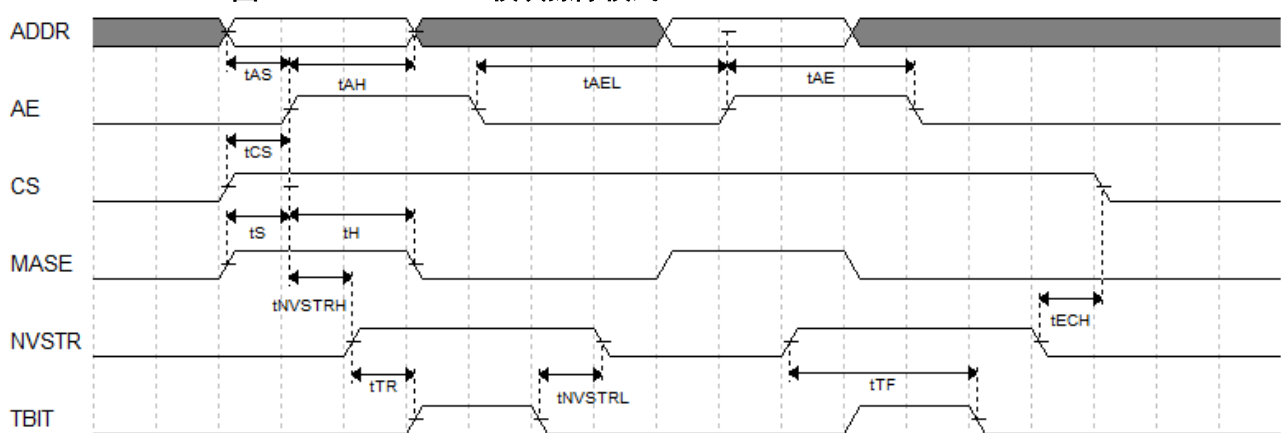 ADDR
tAS
tAH
tAEL
tAE
AE
tCS
CS
tS
tH
MASE
tNVSTRH
tECH
NVSTR
tTR
tNVSTRL
tTF
TBIT